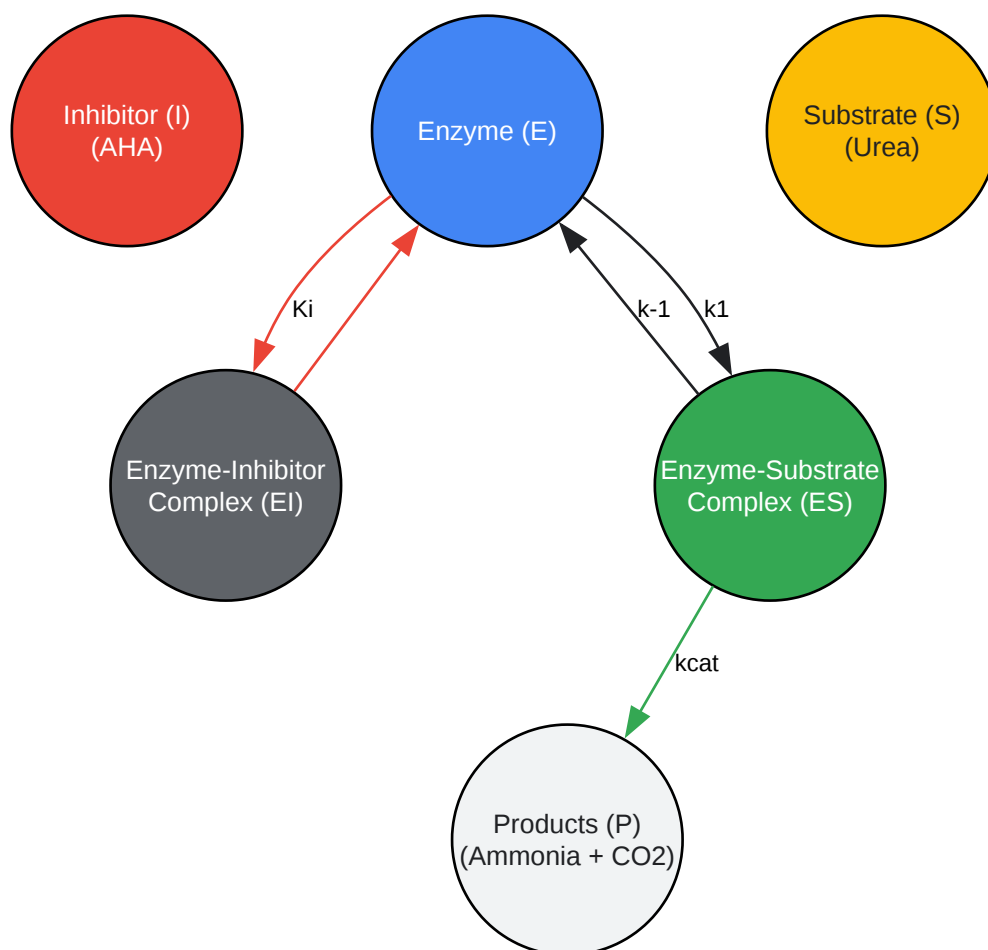 Inhibitor (I)
(AHA)
Enzyme (E)
Substrate (S)
(Urea)
Ki
k-1
k1
Enzyme-Inhibitor
Complex (EI)
Enzyme-Substrate
Complex (ES)
kcat
Products (P)
(Ammonia + CO2)